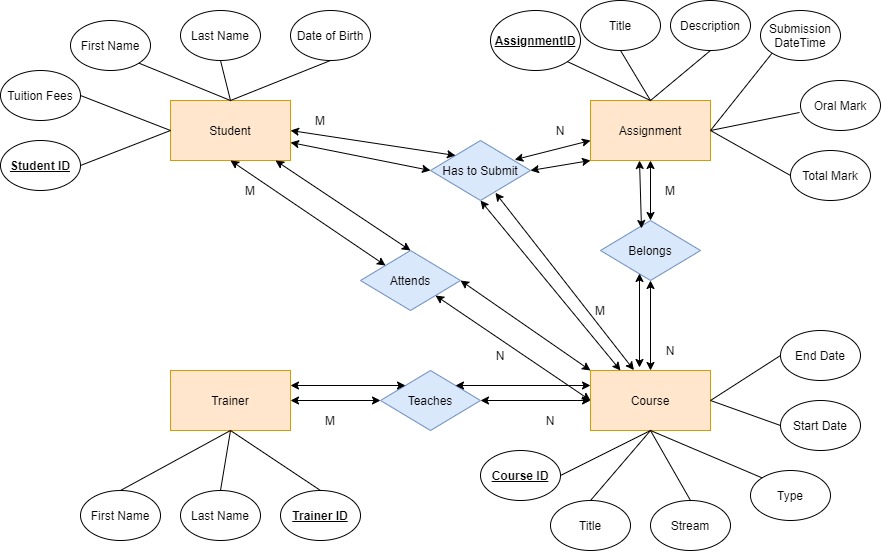 First Name
Last Name
Date of Birth
AssignmentID
Title
Description
Submission
DateTime
Tuition Fees
Student
M
N
Assignment
Oral Mark
Student ID
Has to Submit
Total Mark
M
M
Attends
Belongs
M
N
N
End Date
Trainer
Teaches
Course
M
N
Start Date
Course ID
Type
First Name
Last Name
Trainer ID
Title
Stream